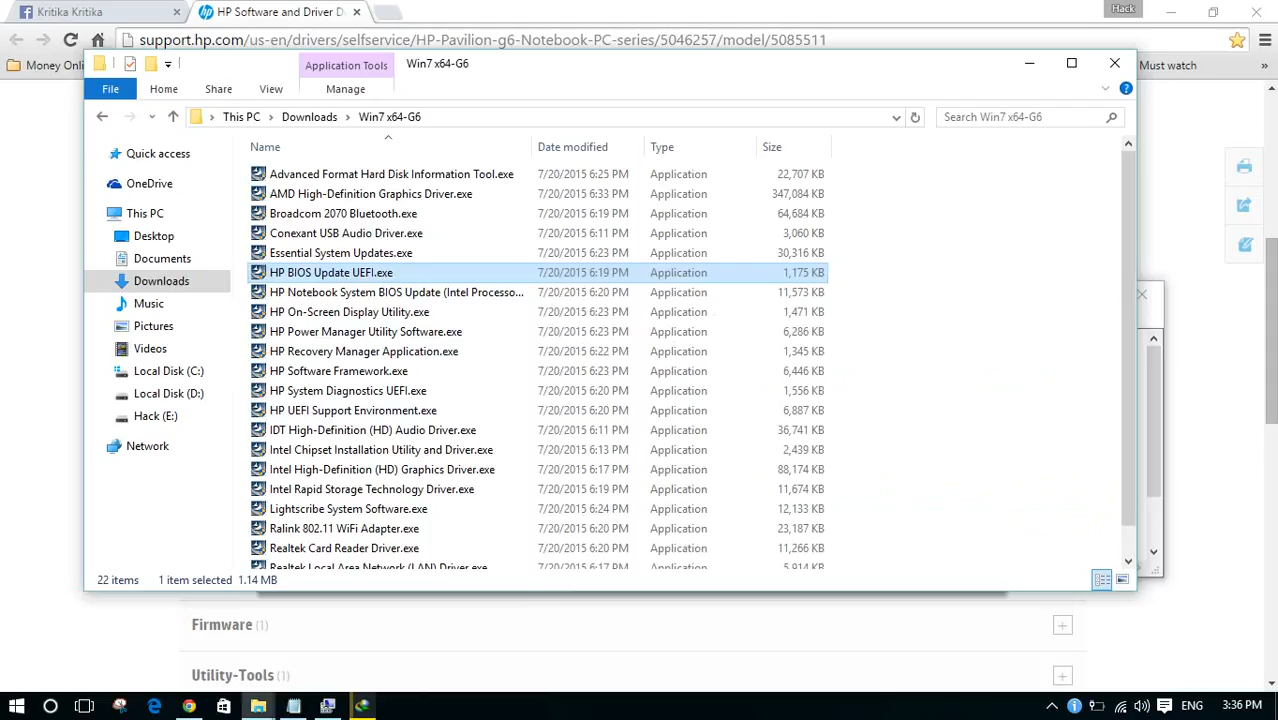 Kritika Kritika
HP Software and Driver D
Hack
support.hp.com/us-en/drivers/selfservice/HP-Pavilion-g6-Notebook-PC-series/5046257/model/5085511
Money Onli
Must watch
»
Application Tools
Win7 x64-G6
File
Home
Share
View
Manage
This PC
Downloads
Win7 x64-G6
Search Win7 x64-G6
Name
Date modified
Type
Size
Quick access
OneDrive
This PC
Desktop
Documents
Downloads
Music
Pictures
Videos
Local Disk (C:)
Local Disk (D:)
Hack (E:)
Network
Advanced Format Hard Disk Information Tool.exe 7/20/2015 6:25 PM Application 22,707 KB
AMD High-Definition Graphics Driver.exe 7/20/2015 6:33 PM Application 347,084 KB
Broadcom 2070 Bluetooth.exe 7/20/2015 6:19 PM Application 64,684 KB
Conexant USB Audio Driver.exe 7/20/2015 6:11 PM Application 3,060 KB
Essential System Updates.exe 7/20/2015 6:23 PM Application 30,316 KB
HP BIOS Update UEFI.exe 7/20/2015 6:19 PM Application 1,175 KB
HP Notebook System BIOS Update (Intel Processo... 7/20/2015 6:20 PM Application 11,573 KB
HP On-Screen Display Utility.exe 7/20/2015 6:23 PM Application 1,471 KB
HP Power Manager Utility Software.exe 7/20/2015 6:23 PM Application 6,286 KB
HP Recovery Manager Application.exe 7/20/2015 6:22 PM Application 1,345 KB
HP Software Framework.exe 7/20/2015 6:23 PM Application 6,446 KB
HP System Diagnostics UEFI.exe 7/20/2015 6:20 PM Application 1,556 KB
HP UEFI Support Environment.exe 7/20/2015 6:20 PM Application 6,887 KB
IDT High-Definition (HD) Audio Driver.exe 7/20/2015 6:11 PM Application 36,741 KB
Intel Chipset Installation Utility and Driver.exe 7/20/2015 6:13 PM Application 2,439 KB
Intel High-Definition (HD) Graphics Driver.exe 7/20/2015 6:17 PM Application 88,174 KB
Intel Rapid Storage Technology Driver.exe 7/20/2015 6:19 PM Application 11,674 KB
Lightscribe System Software.exe 7/20/2015 6:24 PM Application 12,133 KB
Ralink 802.11 WiFi Adapter.exe 7/20/2015 6:20 PM Application 23,187 KB
Realtek Card Reader Driver.exe 7/20/2015 6:20 PM Application 11,266 KB
Realtek Local Area Network (LAN) Driver.exe 7/20/2015 6:17 PM Application 5,914 KB
22 items 1 item selected 1.14 MB
Firmware (1)
Utility-Tools (1)
ENG
3:36 PM